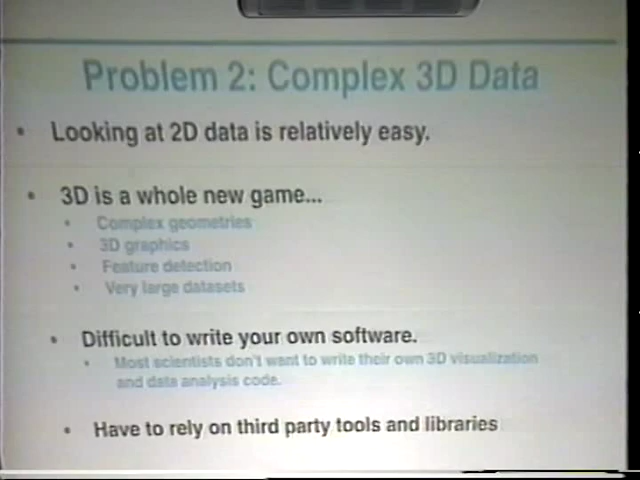 Problem 2: Complex 3D Data
• Looking at 2D data is relatively easy.
• 3D is a whole new game...
• Complex geometries
• 3D graphics
• Feature detection
• Very large datasets
• Difficult to write your own software.
• Most scientists don't want to write their own 3D visualization
and data analysis code.
• Have to rely on third party tools and libraries